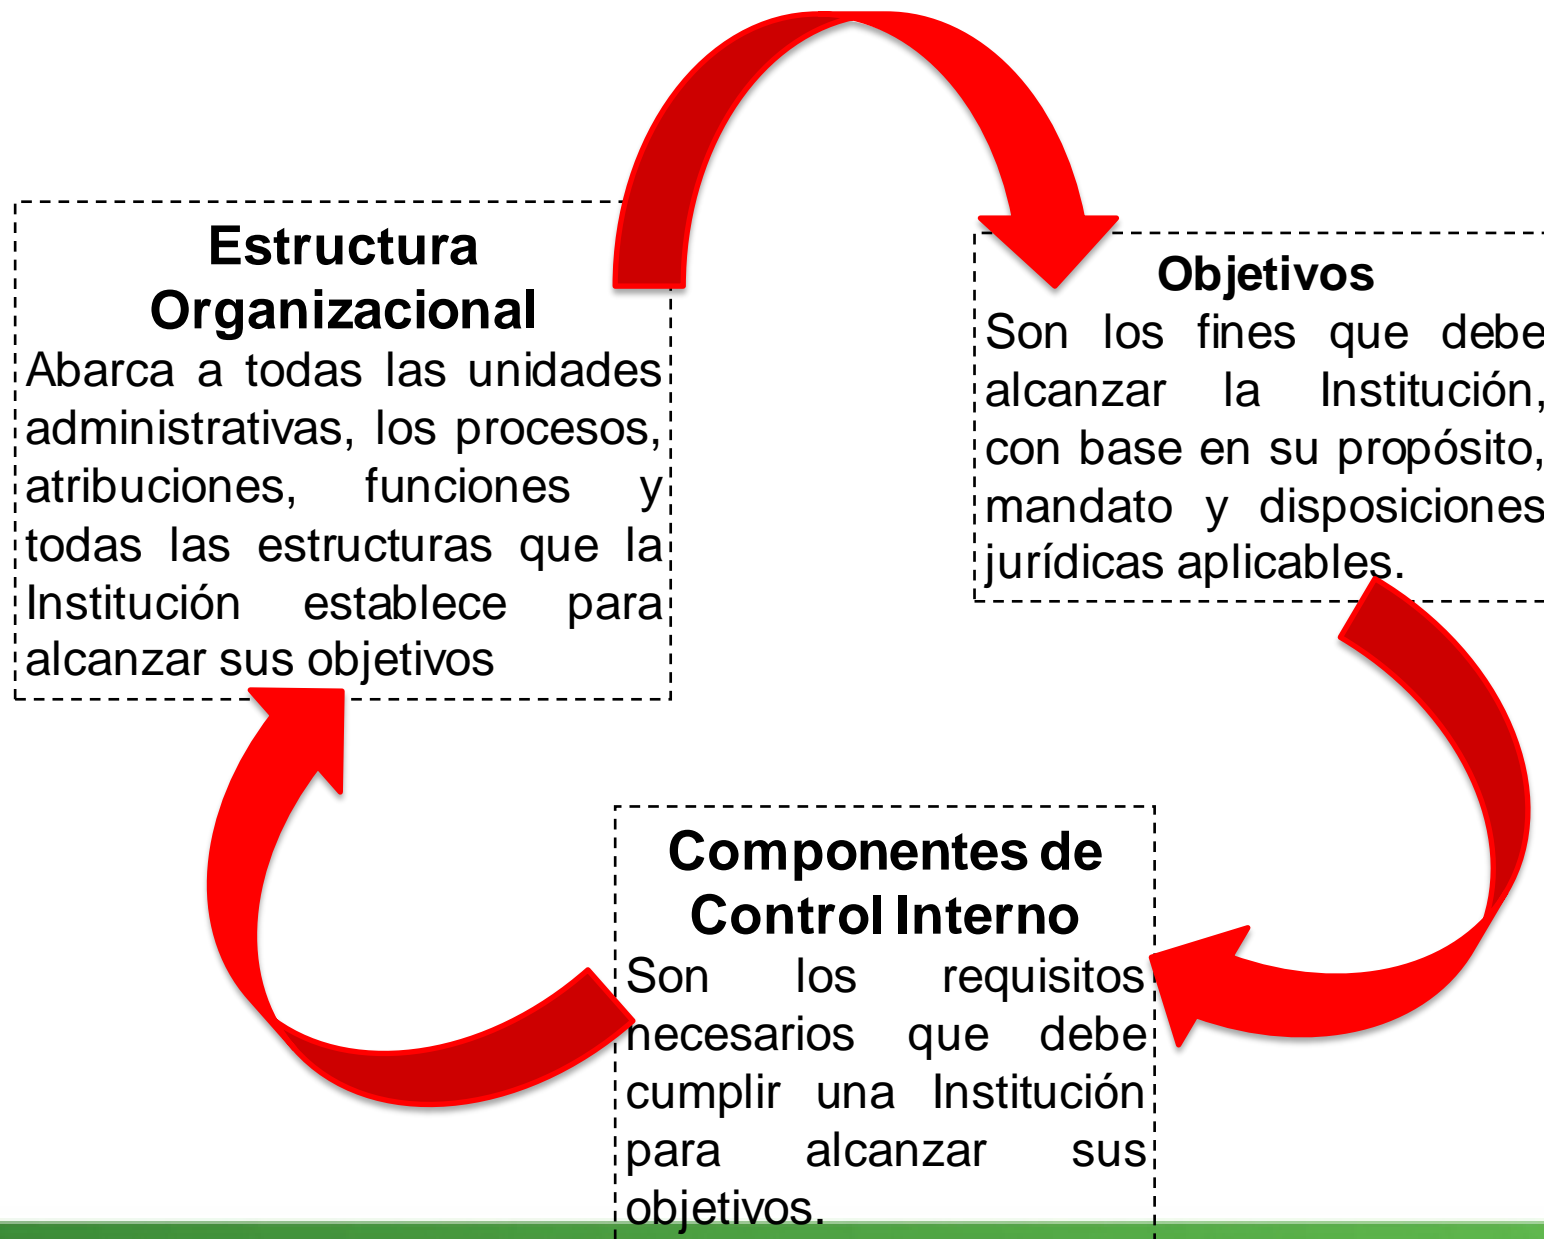 Estructura
Organizacional
Abarca a todas las unidades
administrativas, los procesos,
atribuciones, funciones y
todas las estructuras que la
Institución establece para
alcanzar sus objetivos
Objetivos
Son los fines que debe
alcanzar la Institución,
con base en su propósito,
mandato y disposiciones
jurídicas aplicables.
Componentes de
Control Interno
Son los requisitos
necesarios que debe
cumplir una Institución
para alcanzar sus
objetivos.